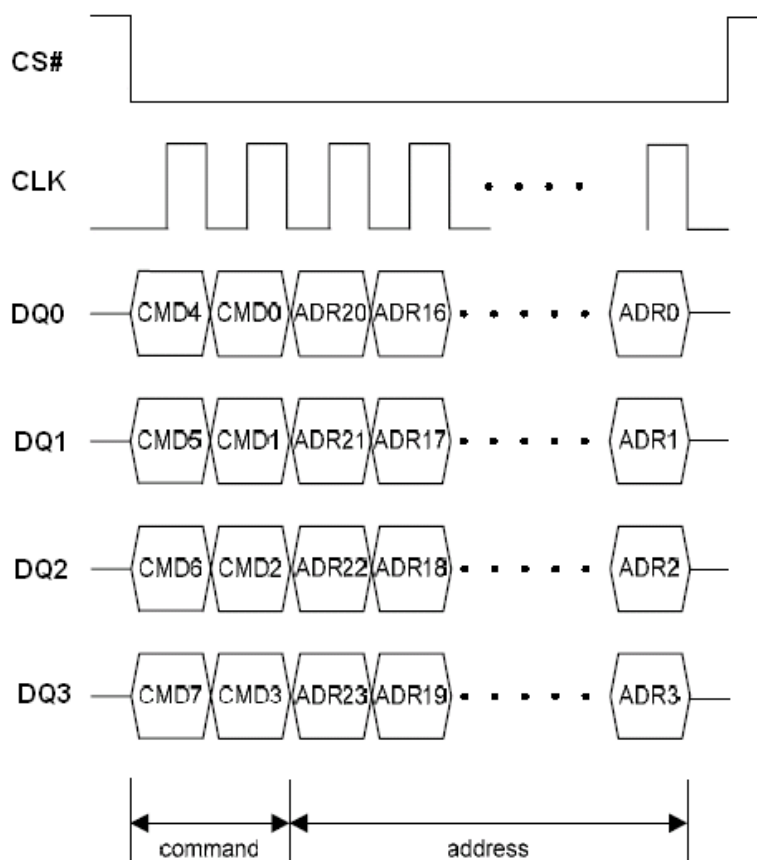 CS#
CLK
DQ0 CMD4 CMD0 ADR20 ADR16 ADR0
DQ1 CMD5 CMD1 ADR21 ADR17 ADR1
DQ2 CMD6 CMD2 ADR22 ADR18 ADR2
DQ3 CMD7 CMD3 ADR23 ADR19 ADR3
command address